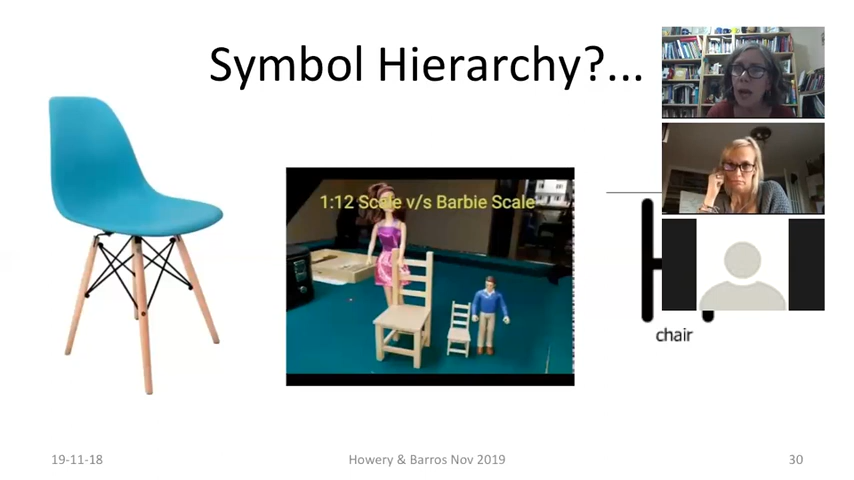 Symbol Hierarchy?...
1:12 Scale v/s Barbie Scale
chair
19-11-18
Howery & Barros Nov 2019
30